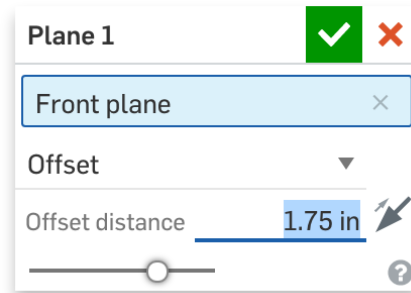 Plane 1
Front plane
Offset
Offset distance 1.75 in
?